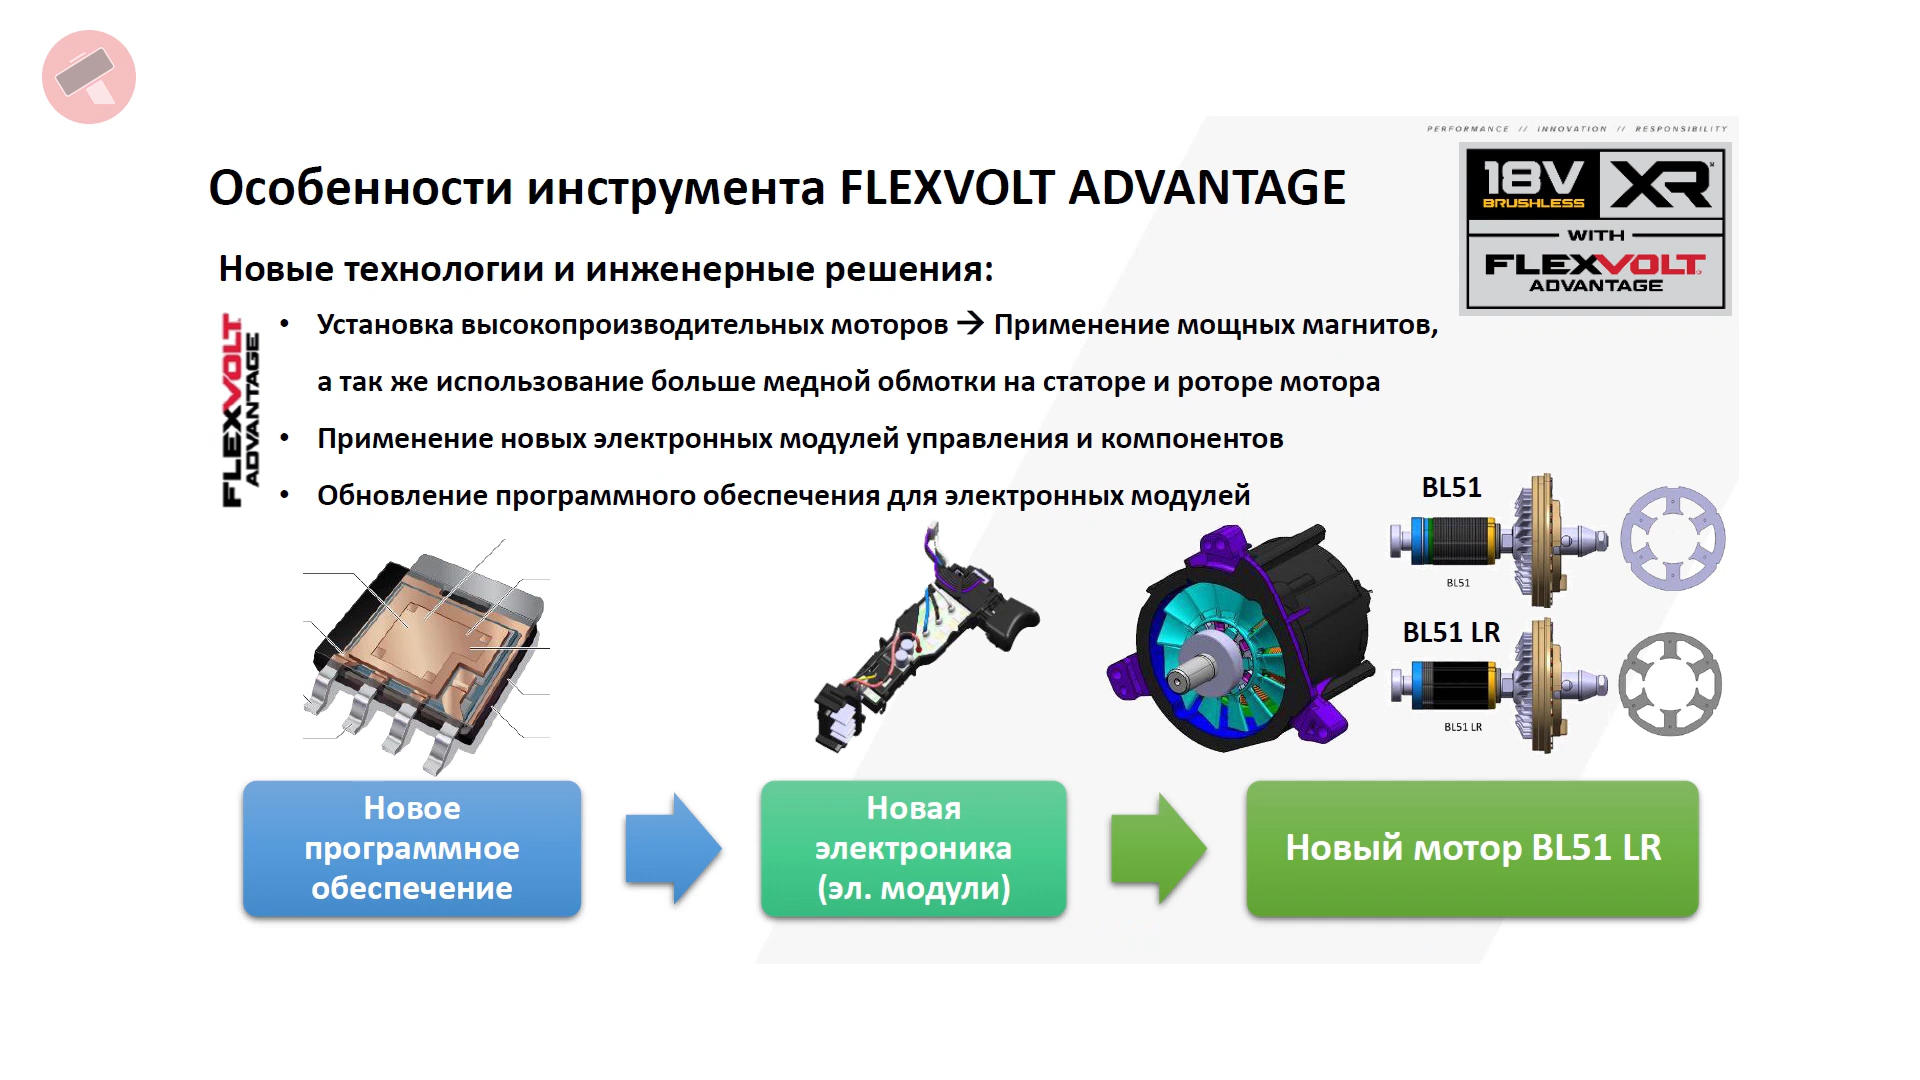 PERFORMANCE // INNOVATION // RESPONSIBILITY
Особенности инструмента FLEXVOLT ADVANTAGE
18V
BRUSHLESS
XR
WITH
FLEXVOLT
ADVANTAGE
Новые технологии и инженерные решения:
FLEXVOLT
ADVANTAGE
• Установка высокопроизводительных моторов → Применение мощных магнитов,
а так же использование больше медной обмотки на статоре и роторе мотора
• Применение новых электронных модулей управления и компонентов
• Обновление программного обеспечения для электронных модулей
BL51
BL51
BL51 LR
BL51 LR
Новое
программное
обеспечение
Новая
электроника
(эл. модули)
Новый мотор BL51 LR